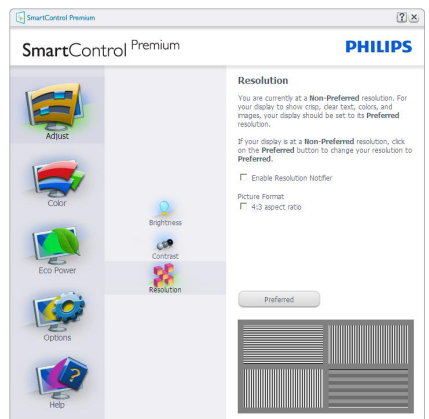 SmartControl Premium
SmartControl Premium
PHILIPS
Adjust
Color
Eco Power
Options
Help
Brightness
Contrast
Resolution
Resolution
You are currently at a Non-Preferred resolution. For
your display to show crisp, clear text, colors, and
images, your display should be set to its Preferred
resolution.
If your display is at a Non-Preferred resolution, click
on the Preferred button to change your resolution to
Preferred.
Enable Resolution Notifier
Picture Format
4:3 aspect ratio
Preferred